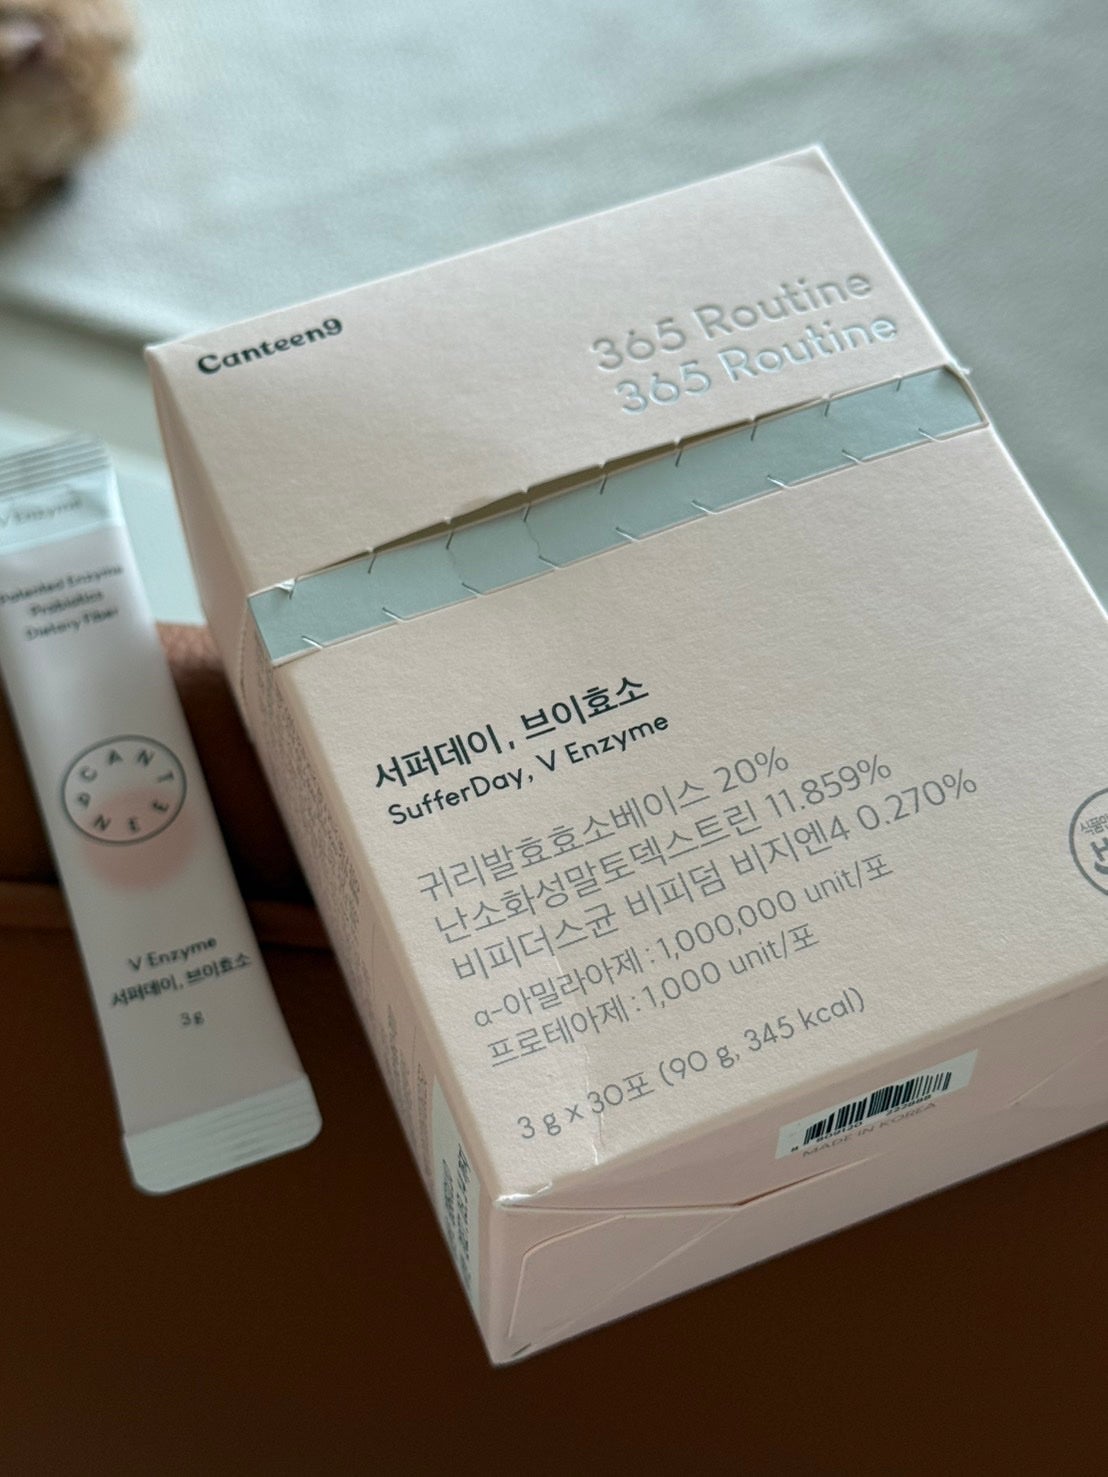 Canteen9
365 Routine
365 Routine
서퍼데이, 브이효소
SufferDay, V Enzyme
귀리발효효소베이스 20%
난소화성말토덱스트린 11.859%
비피더스균 비피덤 비지엔4 0.270%
α-아밀라아제 : 1,000,000 unit/포
프로테아제 : 1,000 unit/포
3 g x 30포 (90 g, 345 kcal)
MADE IN KOREA
V Enzyme
Patented Enzyme
Probiotics
Dietary Fiber
CANTEEN9
V Enzyme
서퍼데이, 브이효소
3 g